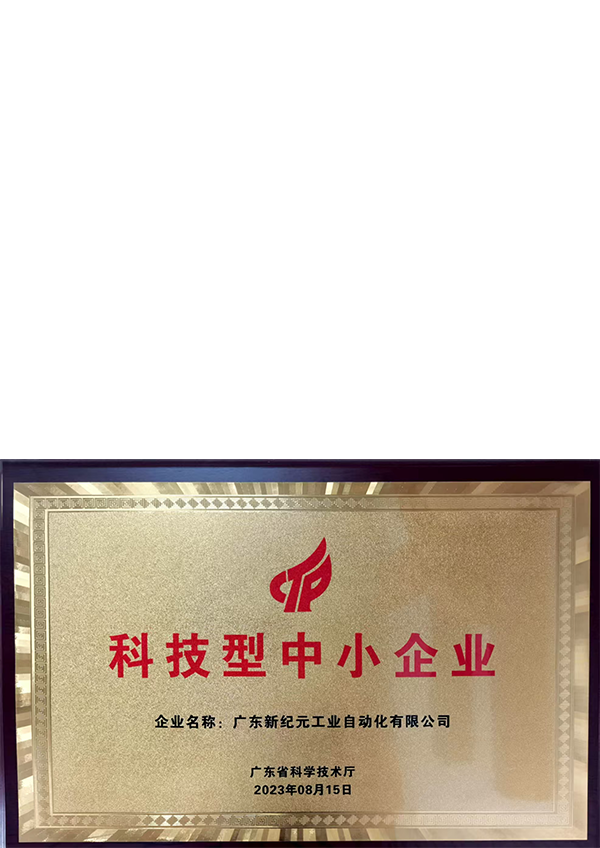 CTP
科技型中小企业
企业名称：广东新纪元工业自动化有限公司
广东省科学技术厅
2023年08月15日